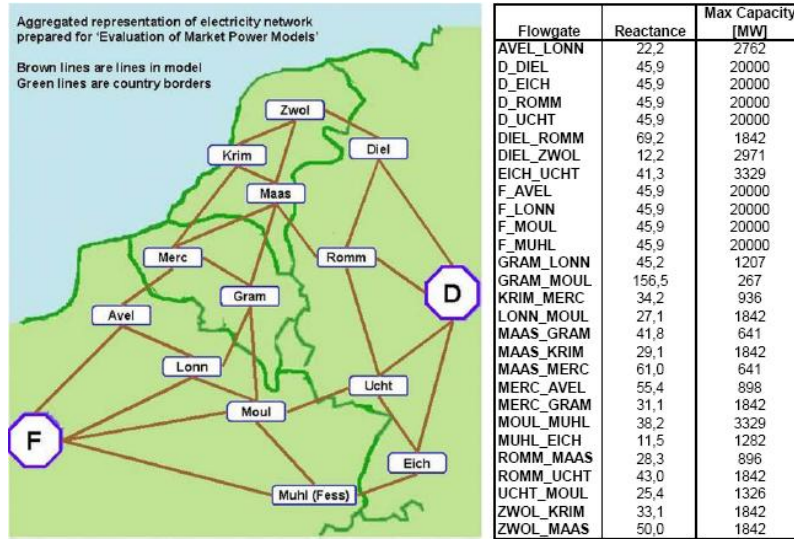 Aggregated representation of electricity network
prepared for 'Evaluation of Market Power Models'
Brown lines are lines in model
Green lines are country borders
Zwol
Krim
Diel
Maas
Merc
Romm
Gram
D
Avel
Lonn
Ucht
Moul
F
Eich
Muhl (Fess)
Flowgate Reactance Max Capacity [MW]
AVEL_LONN 22,2 2762
D_DIEL 45,9 20000
D_EICH 45,9 20000
D_ROMM 45,9 20000
D_UCHT 45,9 20000
DIEL_ROMM 69,2 1842
DIEL_ZWOL 12,2 2971
EICH_UCHT 41,3 3329
F_AVEL 45,9 20000
F_LONN 45,9 20000
F_MOUL 45,9 20000
F_MUHL 45,9 20000
GRAM_LONN 45,2 1207
GRAM_MOUL 156,5 267
KRIM_MERC 34,2 936
LONN_MOUL 27,1 1842
MAAS_GRAM 41,8 641
MAAS_KRIM 29,1 1842
MAAS_MERC 61,0 641
MERC_AVEL 55,4 898
MERC_GRAM 31,1 1842
MOUL_MUHL 38,2 3329
MUHL_EICH 11,5 1282
ROMM_MAAS 28,3 896
ROMM_UCHT 43,0 1842
UCHT_MOUL 25,4 1326
ZWOL_KRIM 33,1 1842
ZWOL_MAAS 50,0 1842